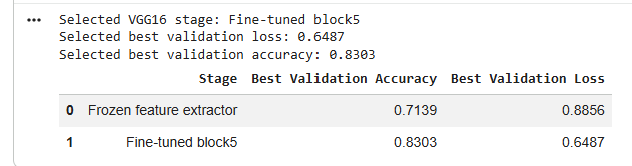 Selected VGG16 stage: Fine-tuned block5
Selected best validation loss: 0.6487
Selected best validation accuracy: 0.8303
Stage Best Validation Accuracy Best Validation Loss
0 Frozen feature extractor 0.7139 0.8856
1 Fine-tuned block5 0.8303 0.6487